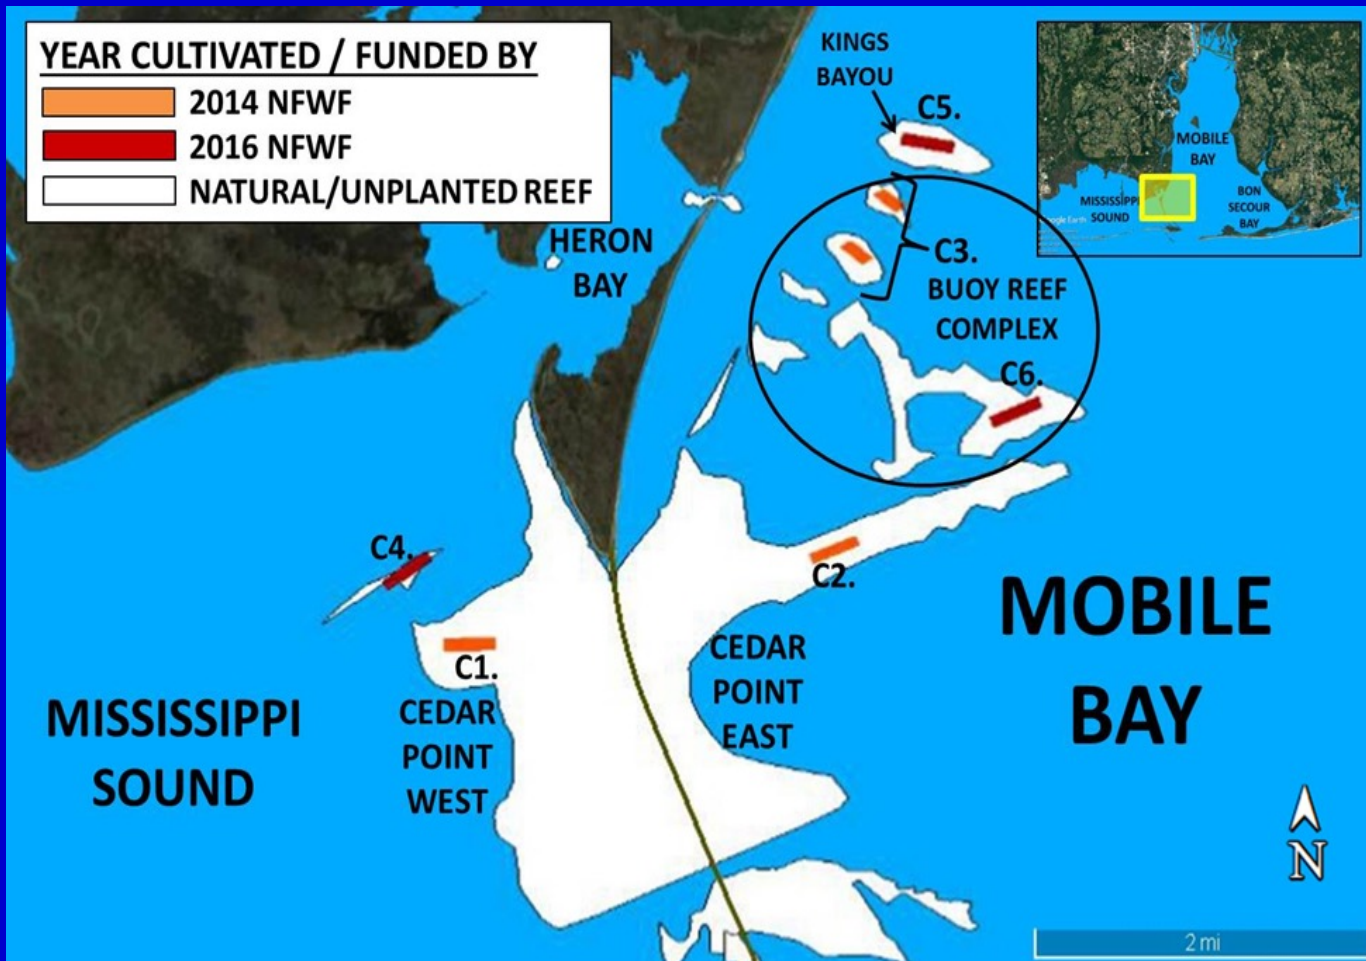 YEAR CULTIVATED / FUNDED BY
2014 NFWF
2016 NFWF
NATURAL/UNPLANTED REEF
KINGS
BAYOU
C5.
MOBILE
BAY
MISSISSIPPI
SOUND
BON
SECOUR
BAY
Google Earth
HERON
BAY
C3.
BUOY REEF
COMPLEX
C6.
C4.
C2.
C1.
CEDAR
POINT
WEST
CEDAR
POINT
EAST
MISSISSIPPI
SOUND
MOBILE
BAY
N
2 mi